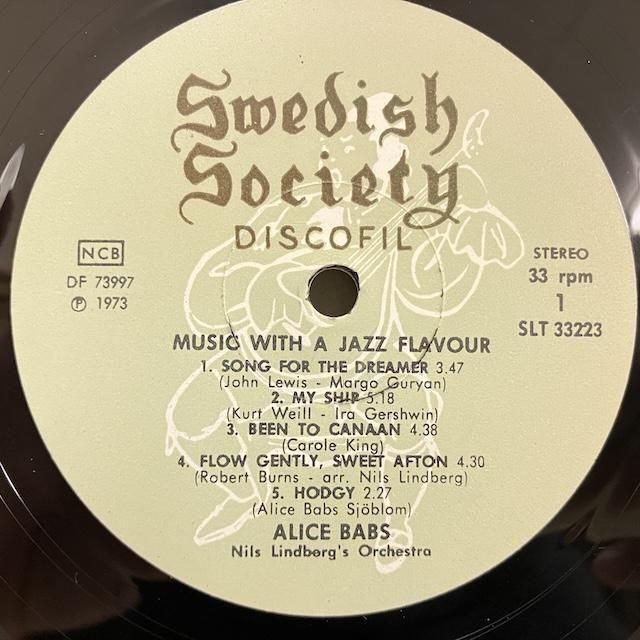 Swedish
Society
DISCOFIL
NCB
DF 73997
Ⓟ 1973
STEREO
33 rpm
1
SLT 33223
MUSIC WITH A JAZZ FLAVOUR
1. SONG FOR THE DREAMER 3.47
(John Lewis - Margo Guryan)
2. MY SHIP 5.18
(Kurt Weill - Ira Gershwin)
3. BEEN TO CANAAN 4.38
(Carole King)
4. FLOW GENTLY, SWEET AFTON 4.30
(Robert Burns - arr. Nils Lindberg)
5. HODGY 2.27
(Alice Babs Sjöblom)
ALICE BABS
Nils Lindberg's Orchestra